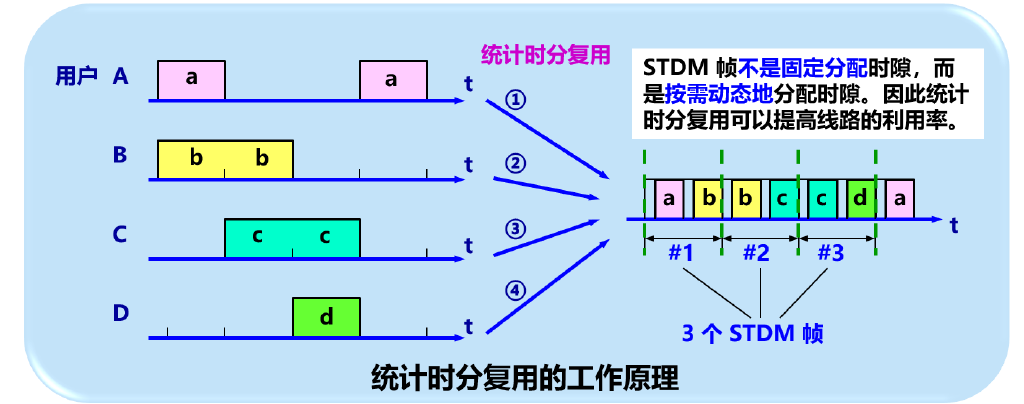 统计时分复用
用户 A a a t
①
B b b t
②
C c c t
③
D d t
④
STDM 帧不是固定分配时隙，而
是按需动态地分配时隙。因此统计
时分复用可以提高线路的利用率。
a b b c c d a
t
#1 #2 #3
3 个 STDM 帧
统计时分复用的工作原理